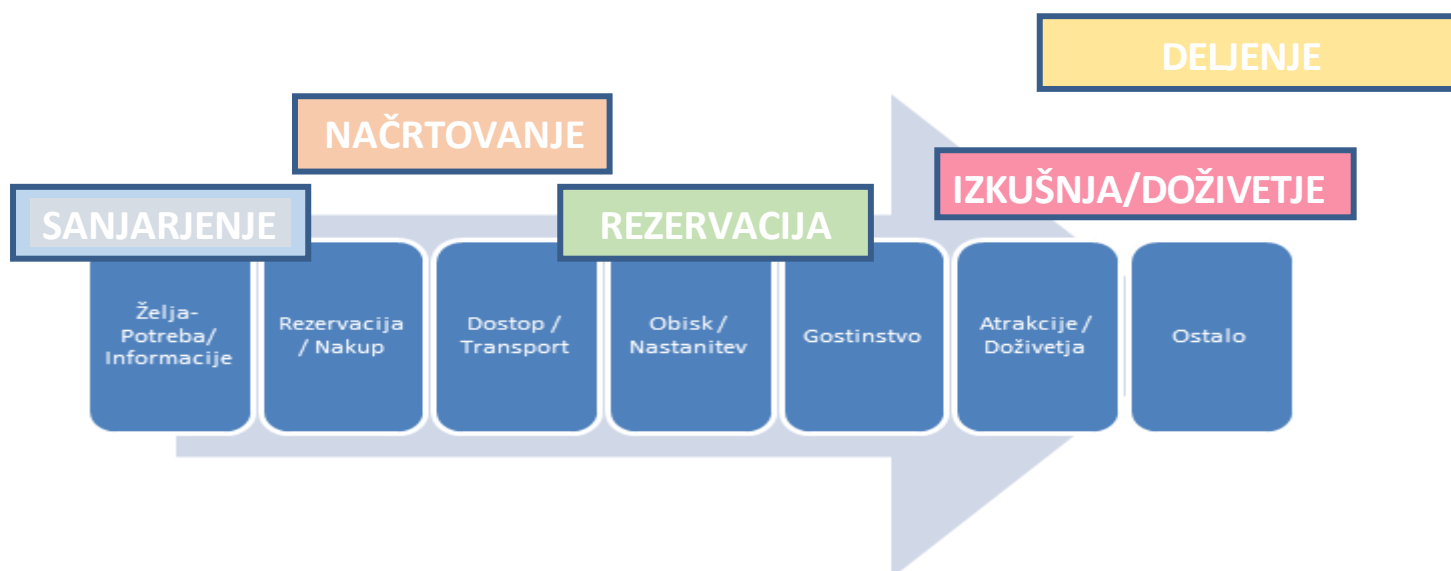 DELJENJE
NAČRTOVANJE
IZKUŠNJA/DOŽIVETJE
SANJARJENJE
REZERVACIJA
Želja-
Potreba/
Informacije
Rezervacija
/ Nakup
Dostop /
Transport
Obisk /
Nastanitev
Gostinstvo
Atrakcije /
Doživetja
Ostalo